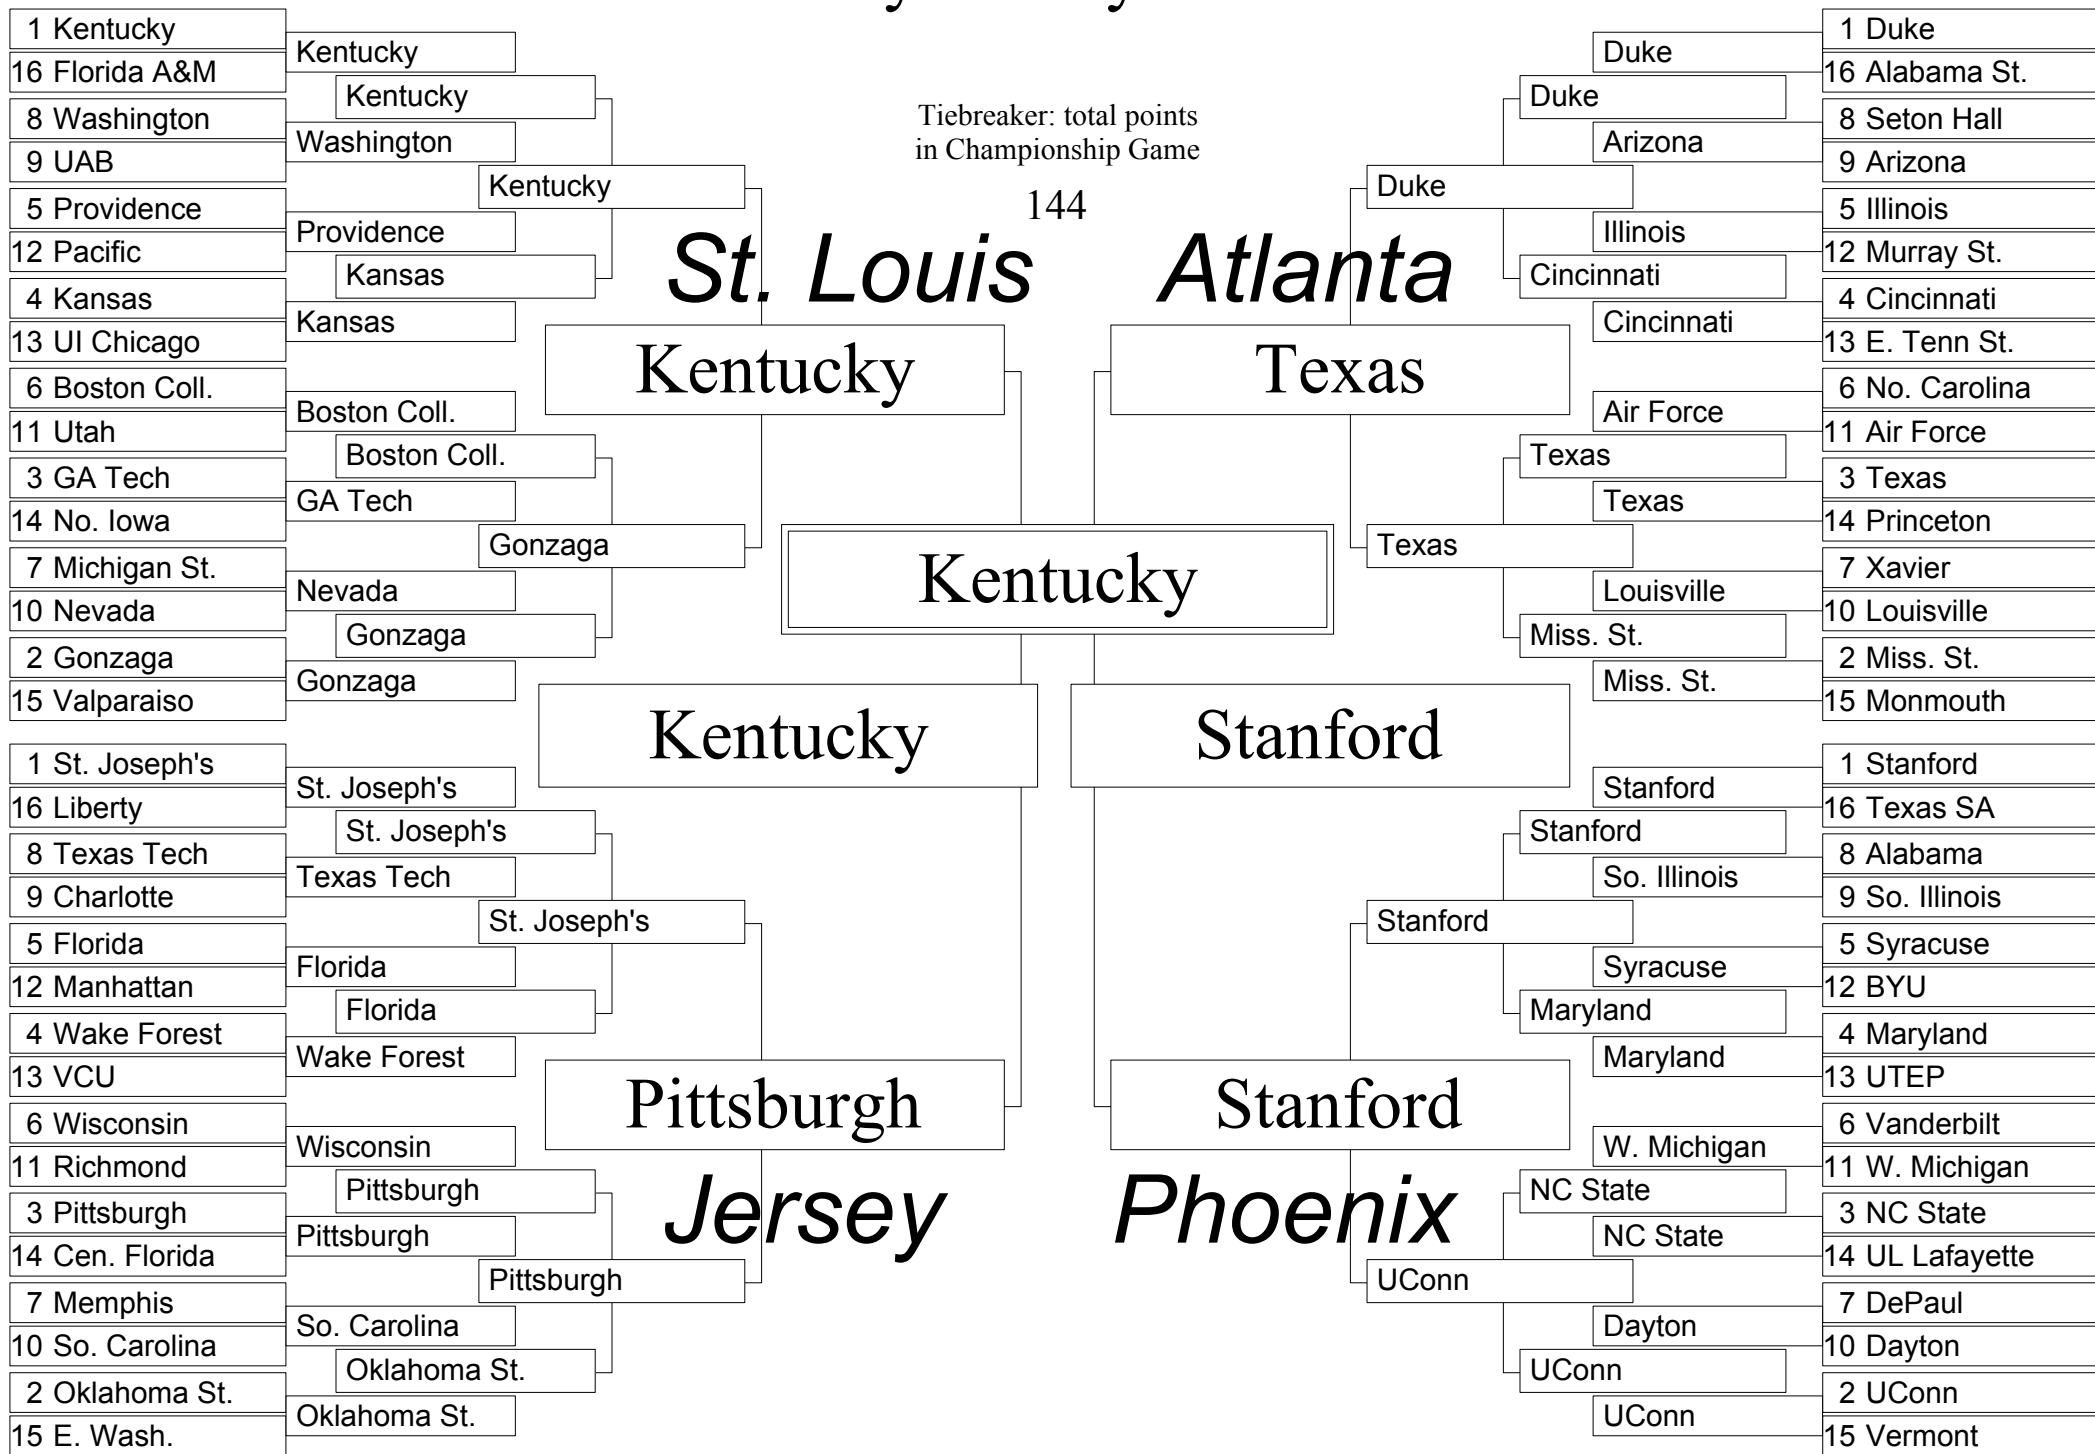 1 Kentucky
16 Florida A&M
8 Washington
9 UAB
5 Providence
12 Pacific
4 Kansas
13 UI Chicago
6 Boston Coll.
11 Utah
3 GA Tech
14 No. Iowa
7 Michigan St.
10 Nevada
2 Gonzaga
15 Valparaiso
Kentucky
Washington
Providence
Kansas
Boston Coll.
GA Tech
Nevada
Gonzaga
Kentucky
Kansas
Boston Coll.
Gonzaga
Kentucky
Gonzaga
St. Louis
Kentucky
1 St. Joseph's
16 Liberty
8 Texas Tech
9 Charlotte
5 Florida
12 Manhattan
4 Wake Forest
13 VCU
6 Wisconsin
11 Richmond
3 Pittsburgh
14 Cen. Florida
7 Memphis
10 So. Carolina
2 Oklahoma St.
15 E. Wash.
St. Joseph's
Texas Tech
Florida
Wake Forest
Wisconsin
Pittsburgh
So. Carolina
Oklahoma St.
St. Joseph's
Florida
Pittsburgh
Oklahoma St.
St. Joseph's
Pittsburgh
Pittsburgh
Jersey
Tiebreaker: total points
in Championship Game
144
Kentucky
Kentucky
Stanford
Atlanta
Texas
Duke
Texas
Duke
Cincinnati
Texas
Miss. St.
Duke
Arizona
Illinois
Cincinnati
Air Force
Texas
Louisville
Miss. St.
1 Duke
16 Alabama St.
8 Seton Hall
9 Arizona
5 Illinois
12 Murray St.
4 Cincinnati
13 E. Tenn St.
6 No. Carolina
11 Air Force
3 Texas
14 Princeton
7 Xavier
10 Louisville
2 Miss. St.
15 Monmouth
Stanford
Phoenix
Stanford
UConn
Stanford
Maryland
NC State
UConn
Stanford
So. Illinois
Syracuse
Maryland
W. Michigan
NC State
Dayton
UConn
1 Stanford
16 Texas SA
8 Alabama
9 So. Illinois
5 Syracuse
12 BYU
4 Maryland
13 UTEP
6 Vanderbilt
11 W. Michigan
3 NC State
14 UL Lafayette
7 DePaul
10 Dayton
2 UConn
15 Vermont